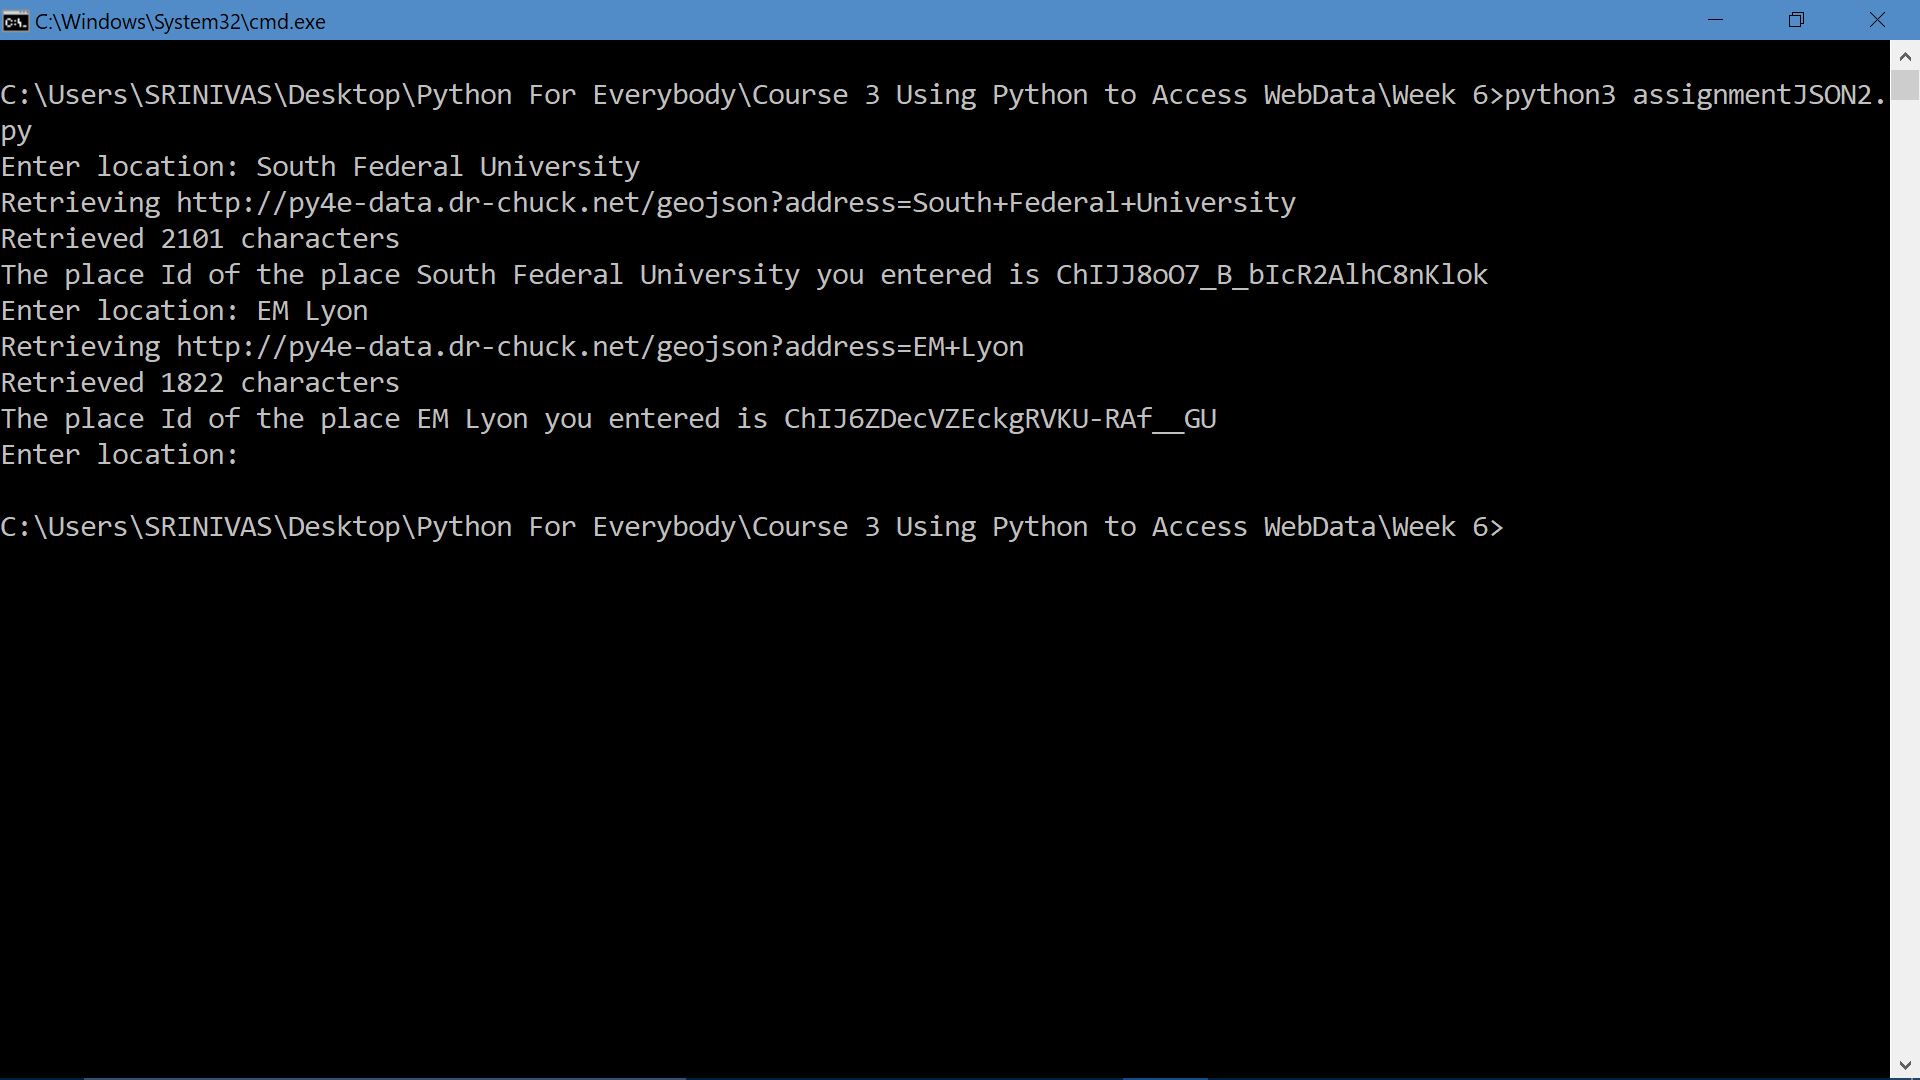 C:\Windows\System32\cmd.exe
C:\Users\SRINIVAS\Desktop\Python For Everybody\Course 3 Using Python to Access WebData\Week 6>python3 assignmentJSON2.
py
Enter location: South Federal University
Retrieving http://py4e-data.dr-chuck.net/geojson?address=South+Federal+University
Retrieved 2101 characters
The place Id of the place South Federal University you entered is ChIJJ8oO7_B_bIcR2AlhC8nKlok
Enter location: EM Lyon
Retrieving http://py4e-data.dr-chuck.net/geojson?address=EM+Lyon
Retrieved 1822 characters
The place Id of the place EM Lyon you entered is ChIJ6ZDecVZEckgRVKU-RAf__GU
Enter location:
C:\Users\SRINIVAS\Desktop\Python For Everybody\Course 3 Using Python to Access WebData\Week 6>